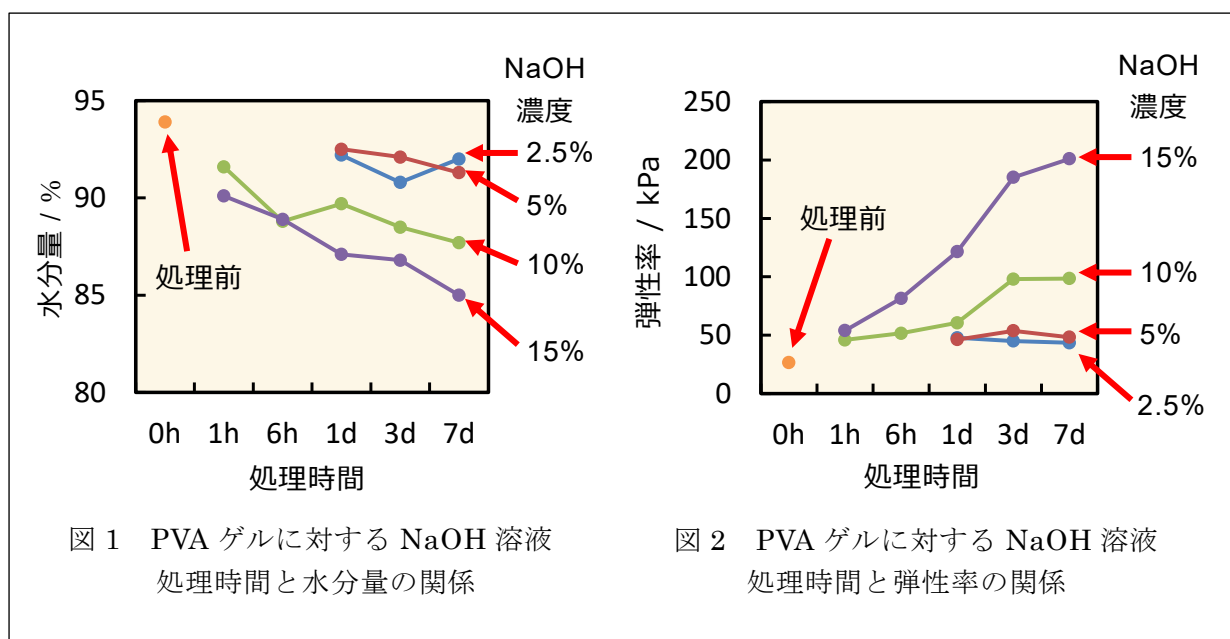 NaOH
濃度
95
90
85
80
水分量 / %
処理前
2.5%
5%
10%
15%
0h 1h 6h 1d 3d 7d
処理時間
図 1 PVA ゲルに対する NaOH 溶液
処理時間と水分量の関係
NaOH
濃度
250
200
150
100
50
0
弾性率 / kPa
処理前
15%
10%
5%
2.5%
0h 1h 6h 1d 3d 7d
処理時間
図 2 PVA ゲルに対する NaOH 溶液
処理時間と弾性率の関係